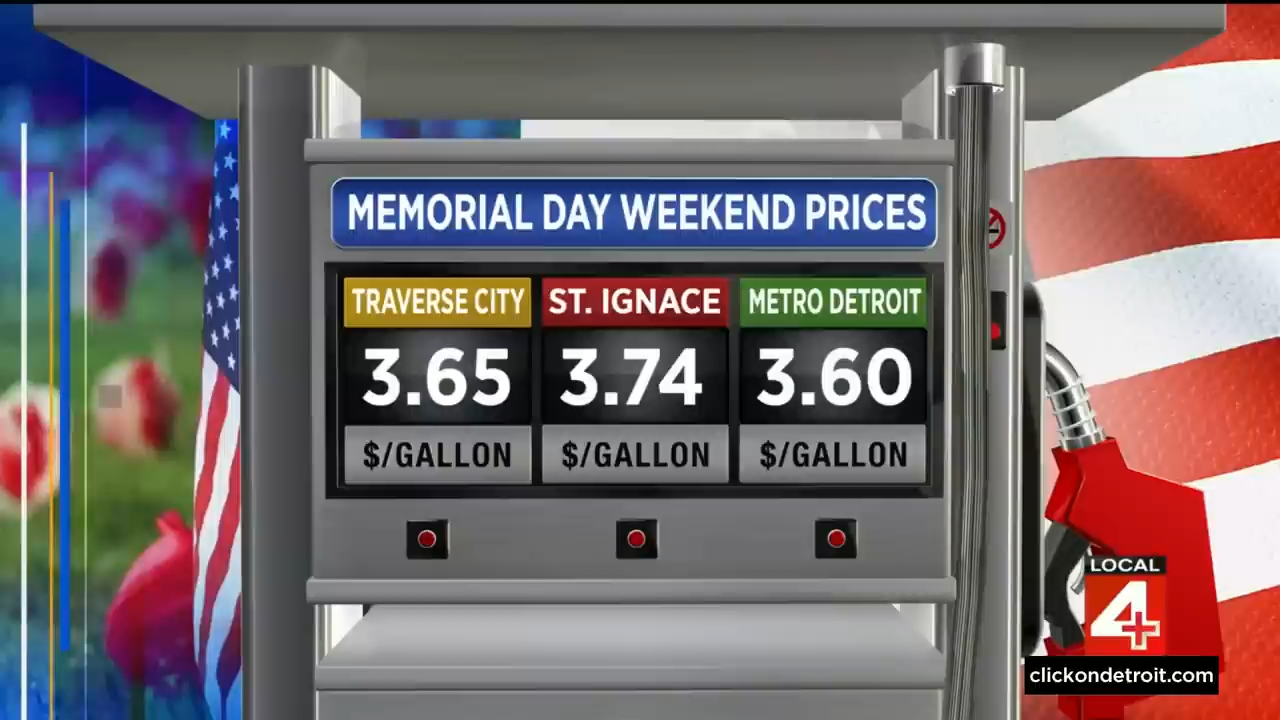 MEMORIAL DAY WEEKEND PRICES
TRAVERSE CITY
ST. IGNACE
METRO DETROIT
3.65
3.74
3.60
$/GALLON
$/GALLON
$/GALLON
LOCAL
4+
clickondetroit.com